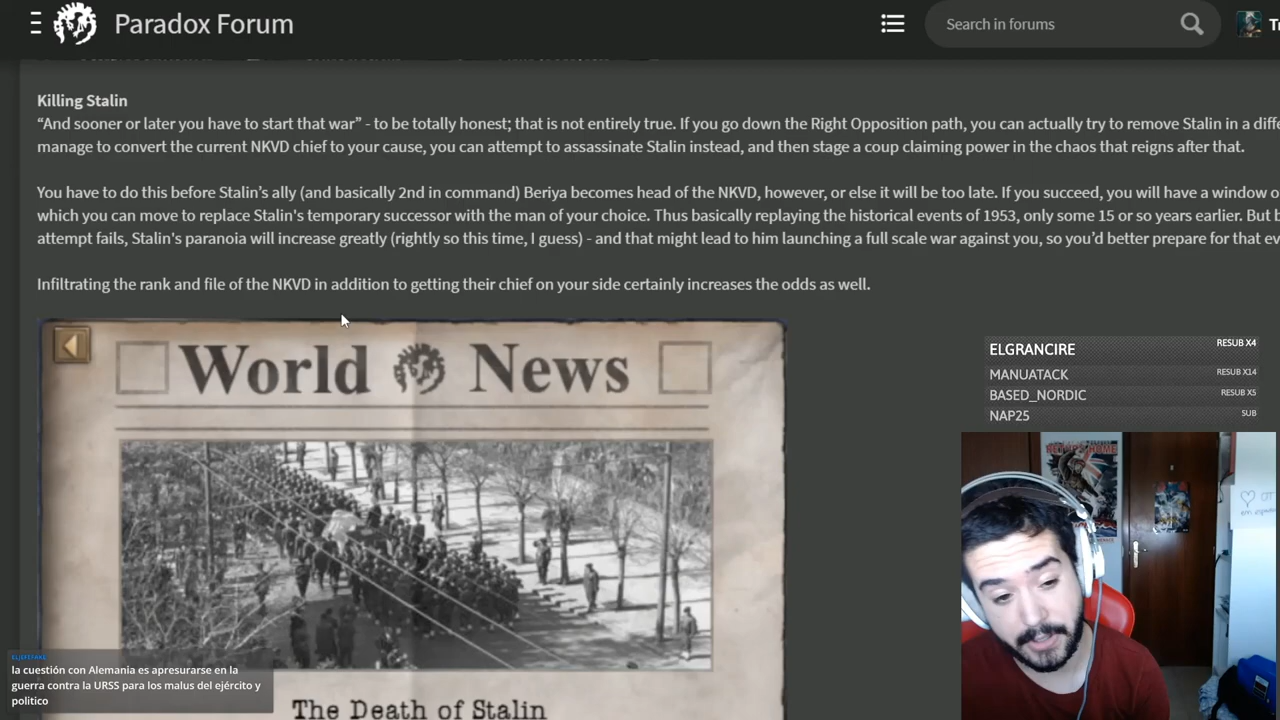 Paradox Forum
Search in forums
Killing Stalin
“And sooner or later you have to start that war” - to be totally honest; that is not entirely true. If you go down the Right Opposition path, you can actually try to remove Stalin in a
manage to convert the current NKVD chief to your cause, you can attempt to assassinate Stalin instead, and then stage a coup claiming power in the chaos that reigns after that.
You have to do this before Stalin’s ally (and basically 2nd in command) Beriya becomes head of the NKVD, however, or else it will be too late. If you succeed, you will have a window
which you can move to replace Stalin's temporary successor with the man of your choice. Thus basically replaying the historical events of 1953, only some 15 or so years earlier. But
attempt fails, Stalin's paranoia will increase greatly (rightly so this time, I guess) - and that might lead to him launching a full scale war against you, so you’d better prepare for that
Infiltrating the rank and file of the NKVD in addition to getting their chief on your side certainly increases the odds as well.
World News
ELGRANCIRE RESUB X4
MANUATACK RESUB X14
BASED_NORDIC RESUB X5
NAP25 SUB
la cuestión con Alemania es apresurarse en la
guerra contra la URSS para los malus del ejército y
politico
The Death of Stalin